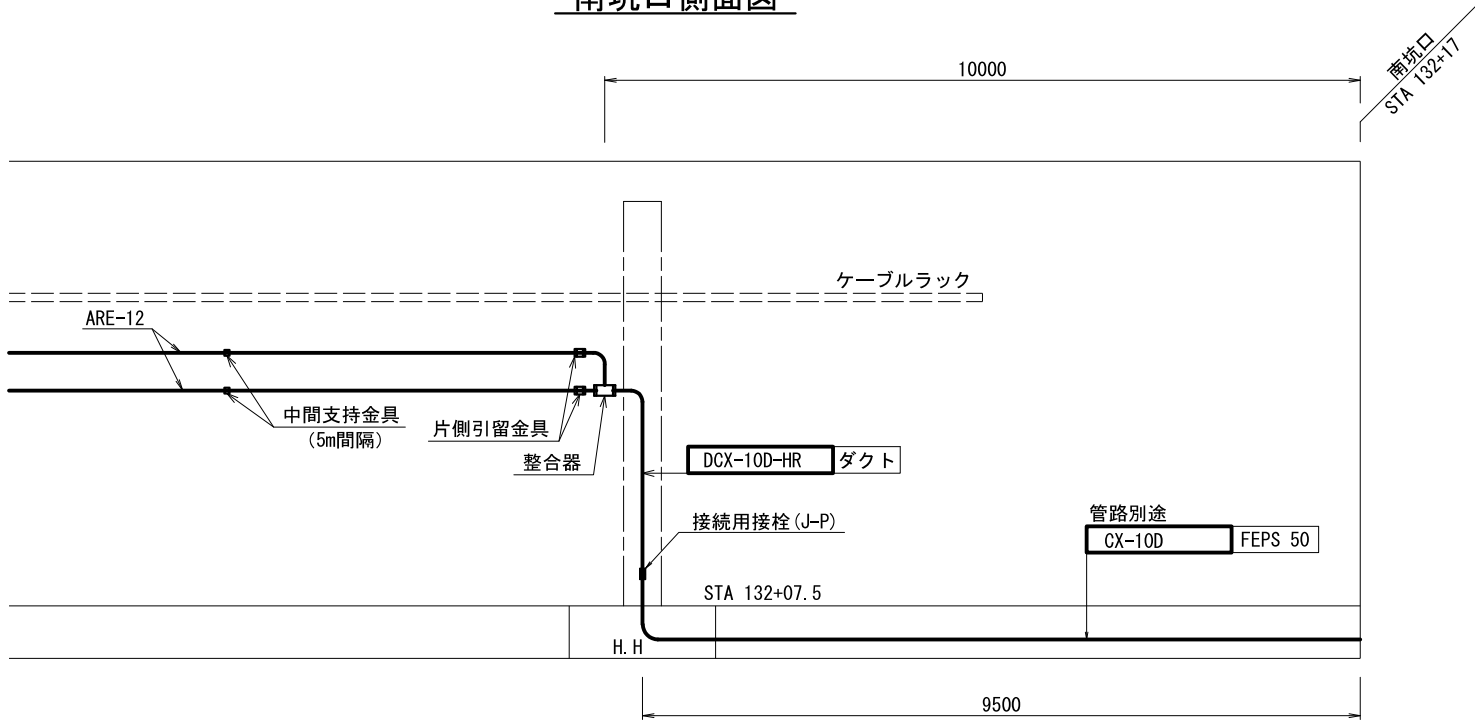 南坑口側面図
10000
南坑口
STA 132+17
ケーブルラック
ARE-12
中間支持金具
(5m間隔)
片側引留金具
整合器
DCX-10D-HR ダクト
接続用接栓(J-P)
管路別途
CX-10D FEPS 50
STA 132+07.5
H.H
9500